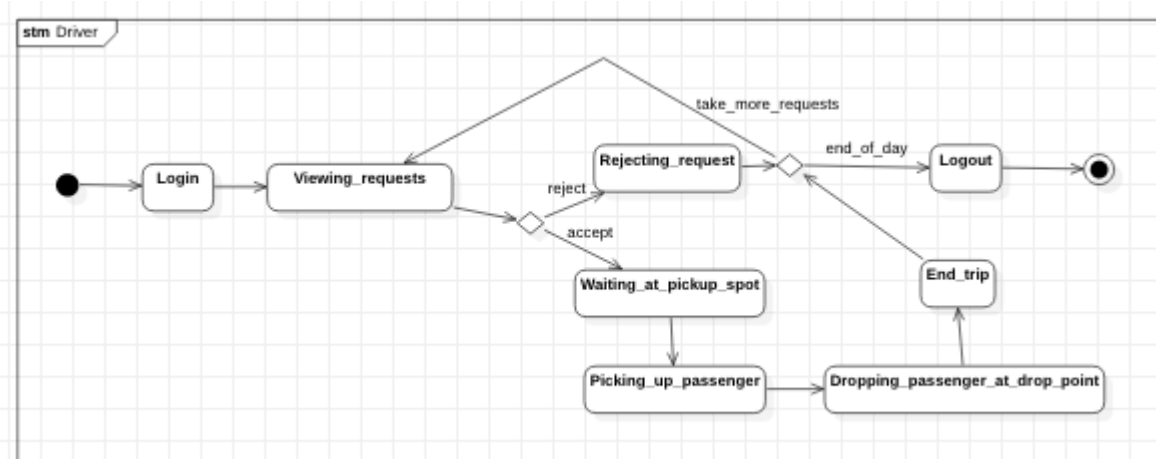 stm Driver
take_more_requests
end_of_day
Rejecting_request
Logout
Login
Viewing_requests
reject
accept
Waiting_at_pickup_spot
End_trip
Picking_up_passenger
Dropping_passenger_at_drop_point